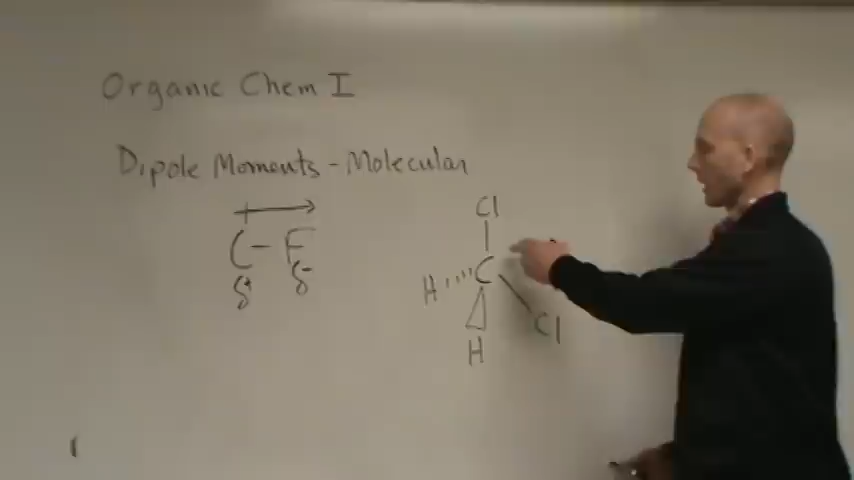 Organic Chem I
Dipole Moments - Molecular
C - F
δ+ δ-
Cl
C
H
Cl
H